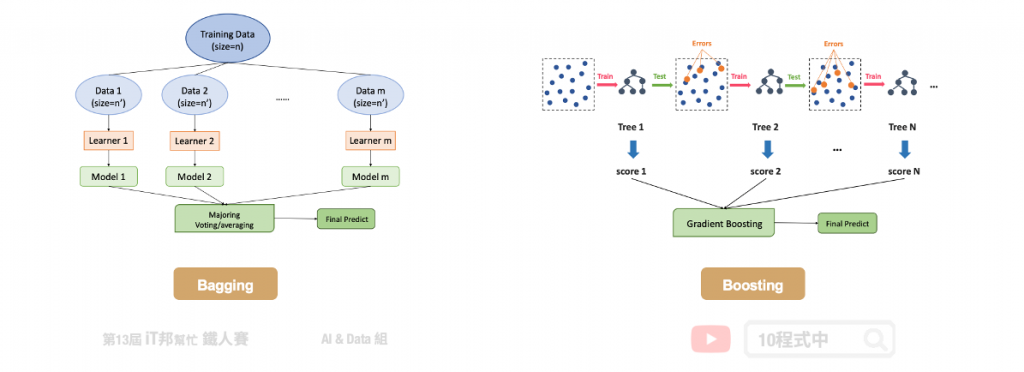 Training Data
(size=n)
Data 1
(size=n')
Data 2
(size=n')
......
Data m
(size=n')
Learner 1
Learner 2
Learner m
Model 1
Model 2
Model m
Majoring
Voting/averaging
Final Predict
Bagging
第13屆 iT邦幫忙 鐵人賽
AI & Data 組
Errors
Errors
Train
Test
Train
Test
Train
...
Tree 1
Tree 2
Tree N
...
score 1
score 2
score N
Gradient Boosting
Final Predict
Boosting
10程式中